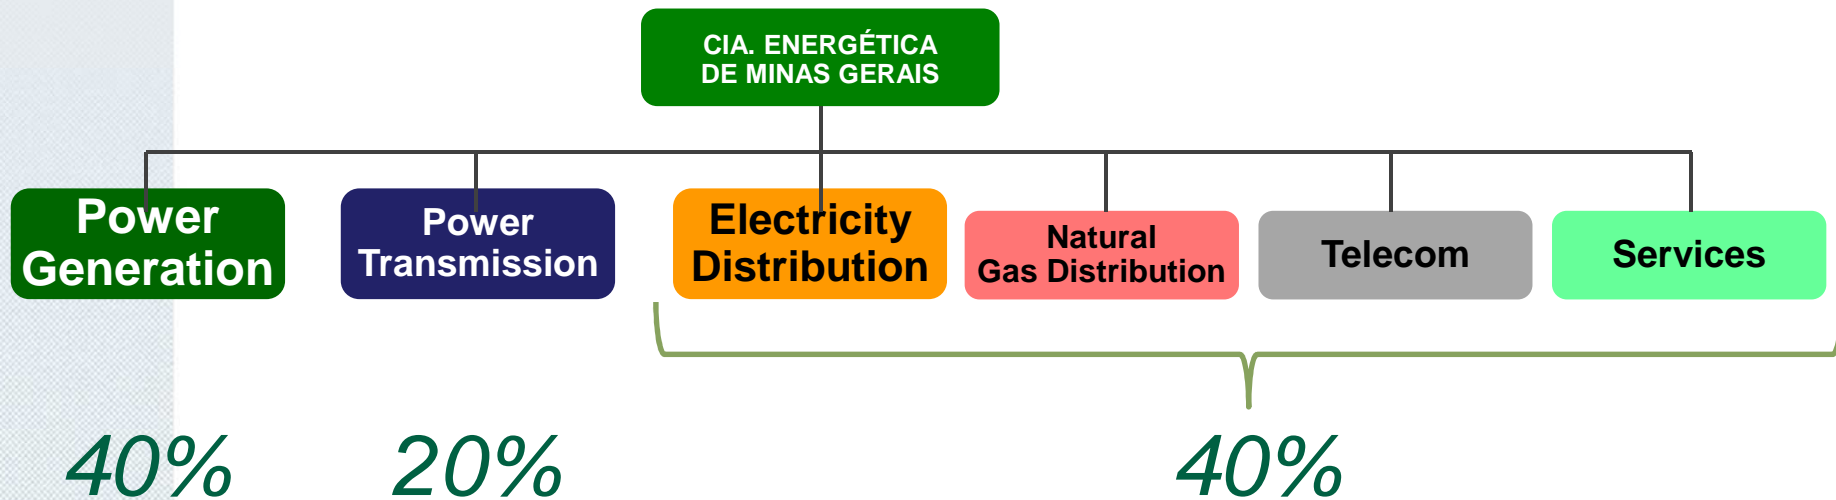 CIA. ENERGÉTICA
DE MINAS GERAIS
Power
Generation
Power
Transmission
Electricity
Distribution
Natural
Gas Distribution
Telecom
Services
40%
20%
40%